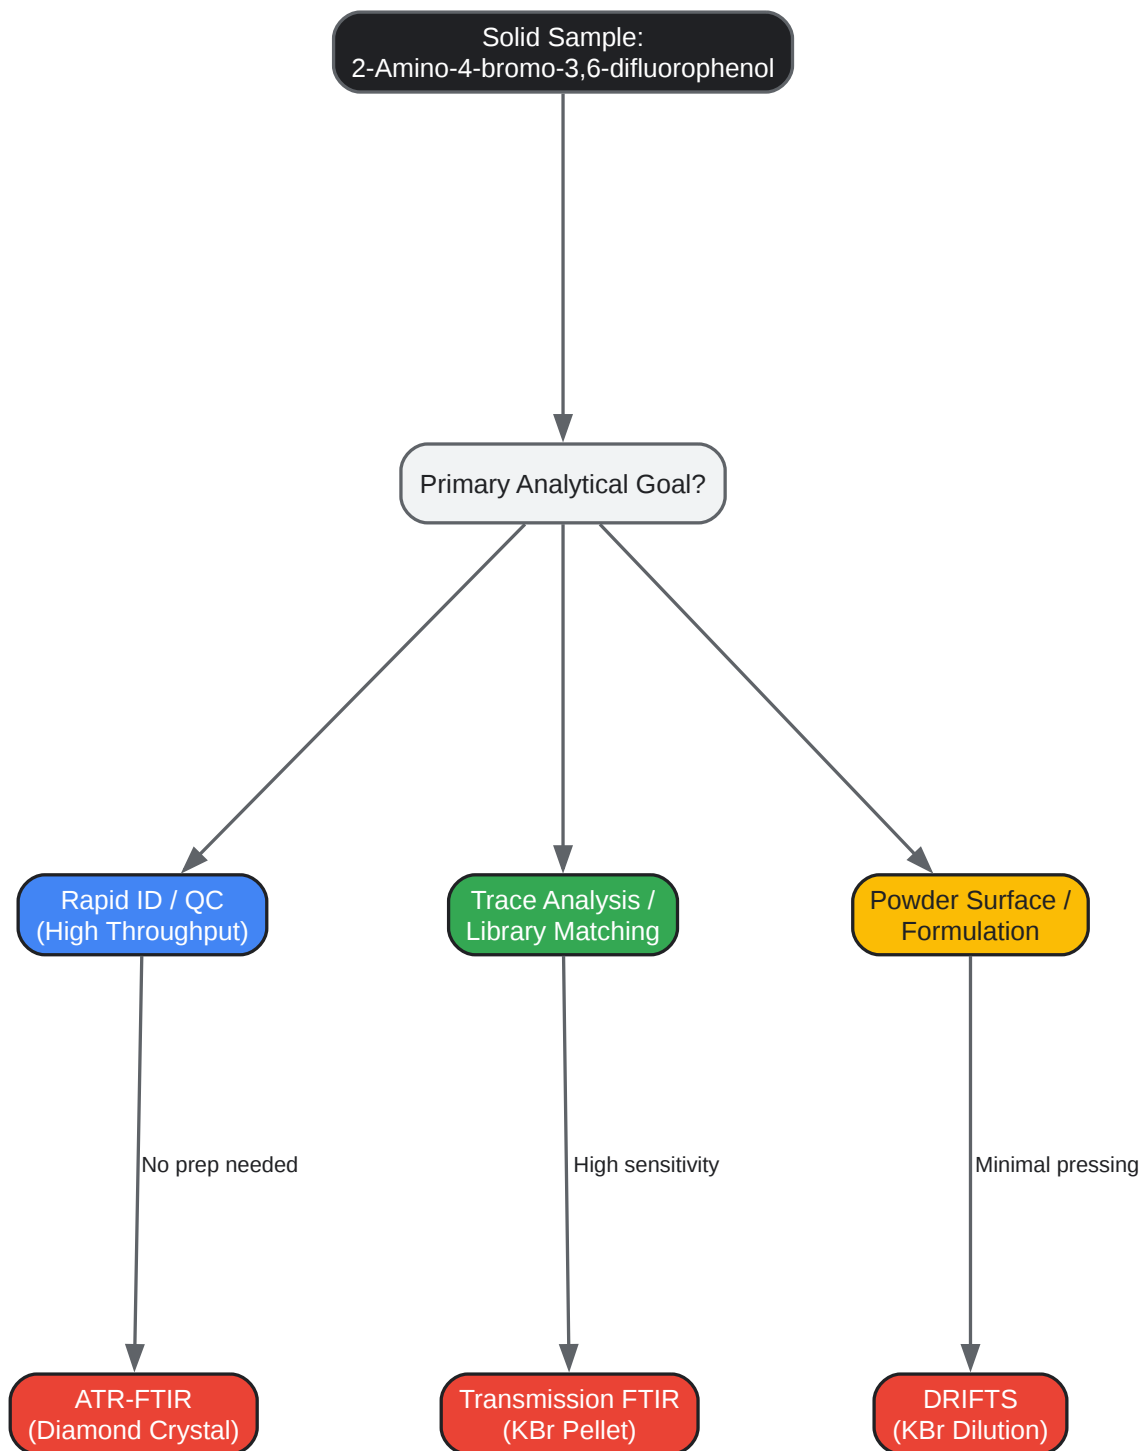 Solid Sample:
2-Amino-4-bromo-3,6-difluorophenol
Primary Analytical Goal?
Rapid ID / QC
(High Throughput)
Trace Analysis /
Library Matching
Powder Surface /
Formulation
No prep needed
High sensitivity
Minimal pressing
ATR-FTIR
(Diamond Crystal)
Transmission FTIR
(KBr Pellet)
DRIFTS
(KBr Dilution)